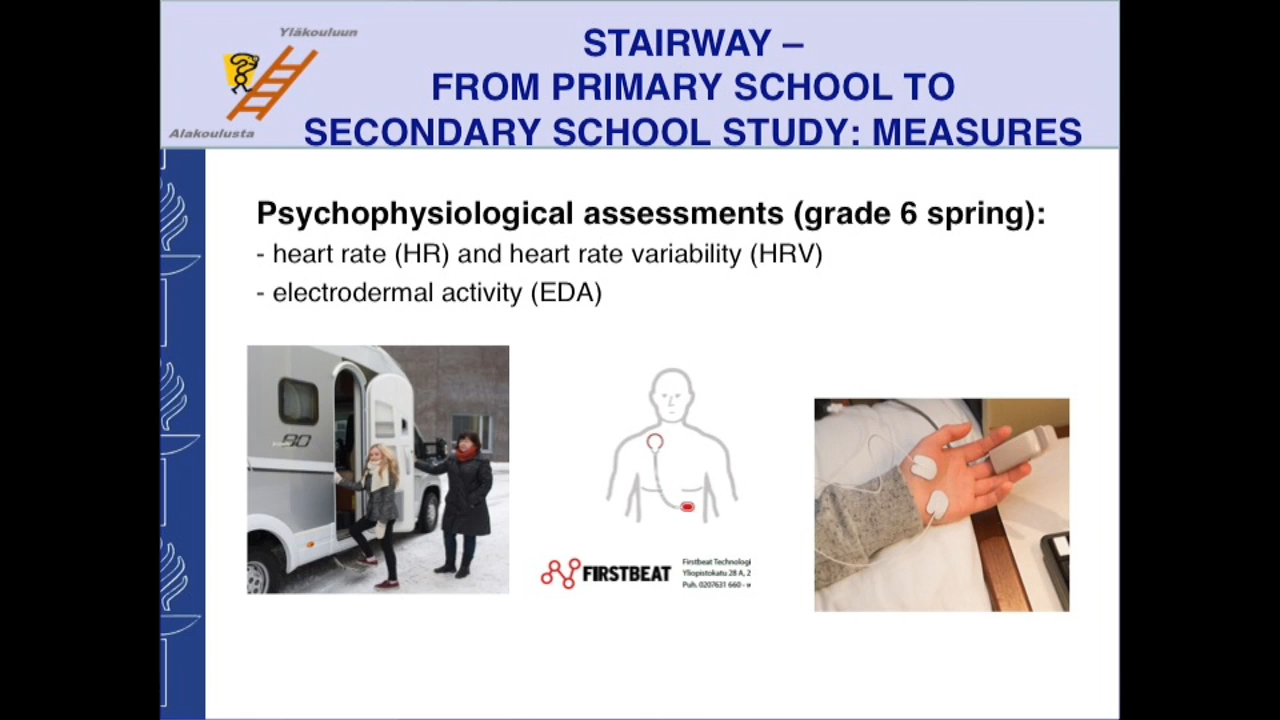 Yläkouluun
Alakoulusta
STAIRWAY –
FROM PRIMARY SCHOOL TO
SECONDARY SCHOOL STUDY: MEASURES
Psychophysiological assessments (grade 6 spring):
- heart rate (HR) and heart rate variability (HRV)
- electrodermal activity (EDA)
FIRSTBEAT
Firstbeat Technologi
Yliopistokatu 28 A, 2
Puh. 0207631 660 - w